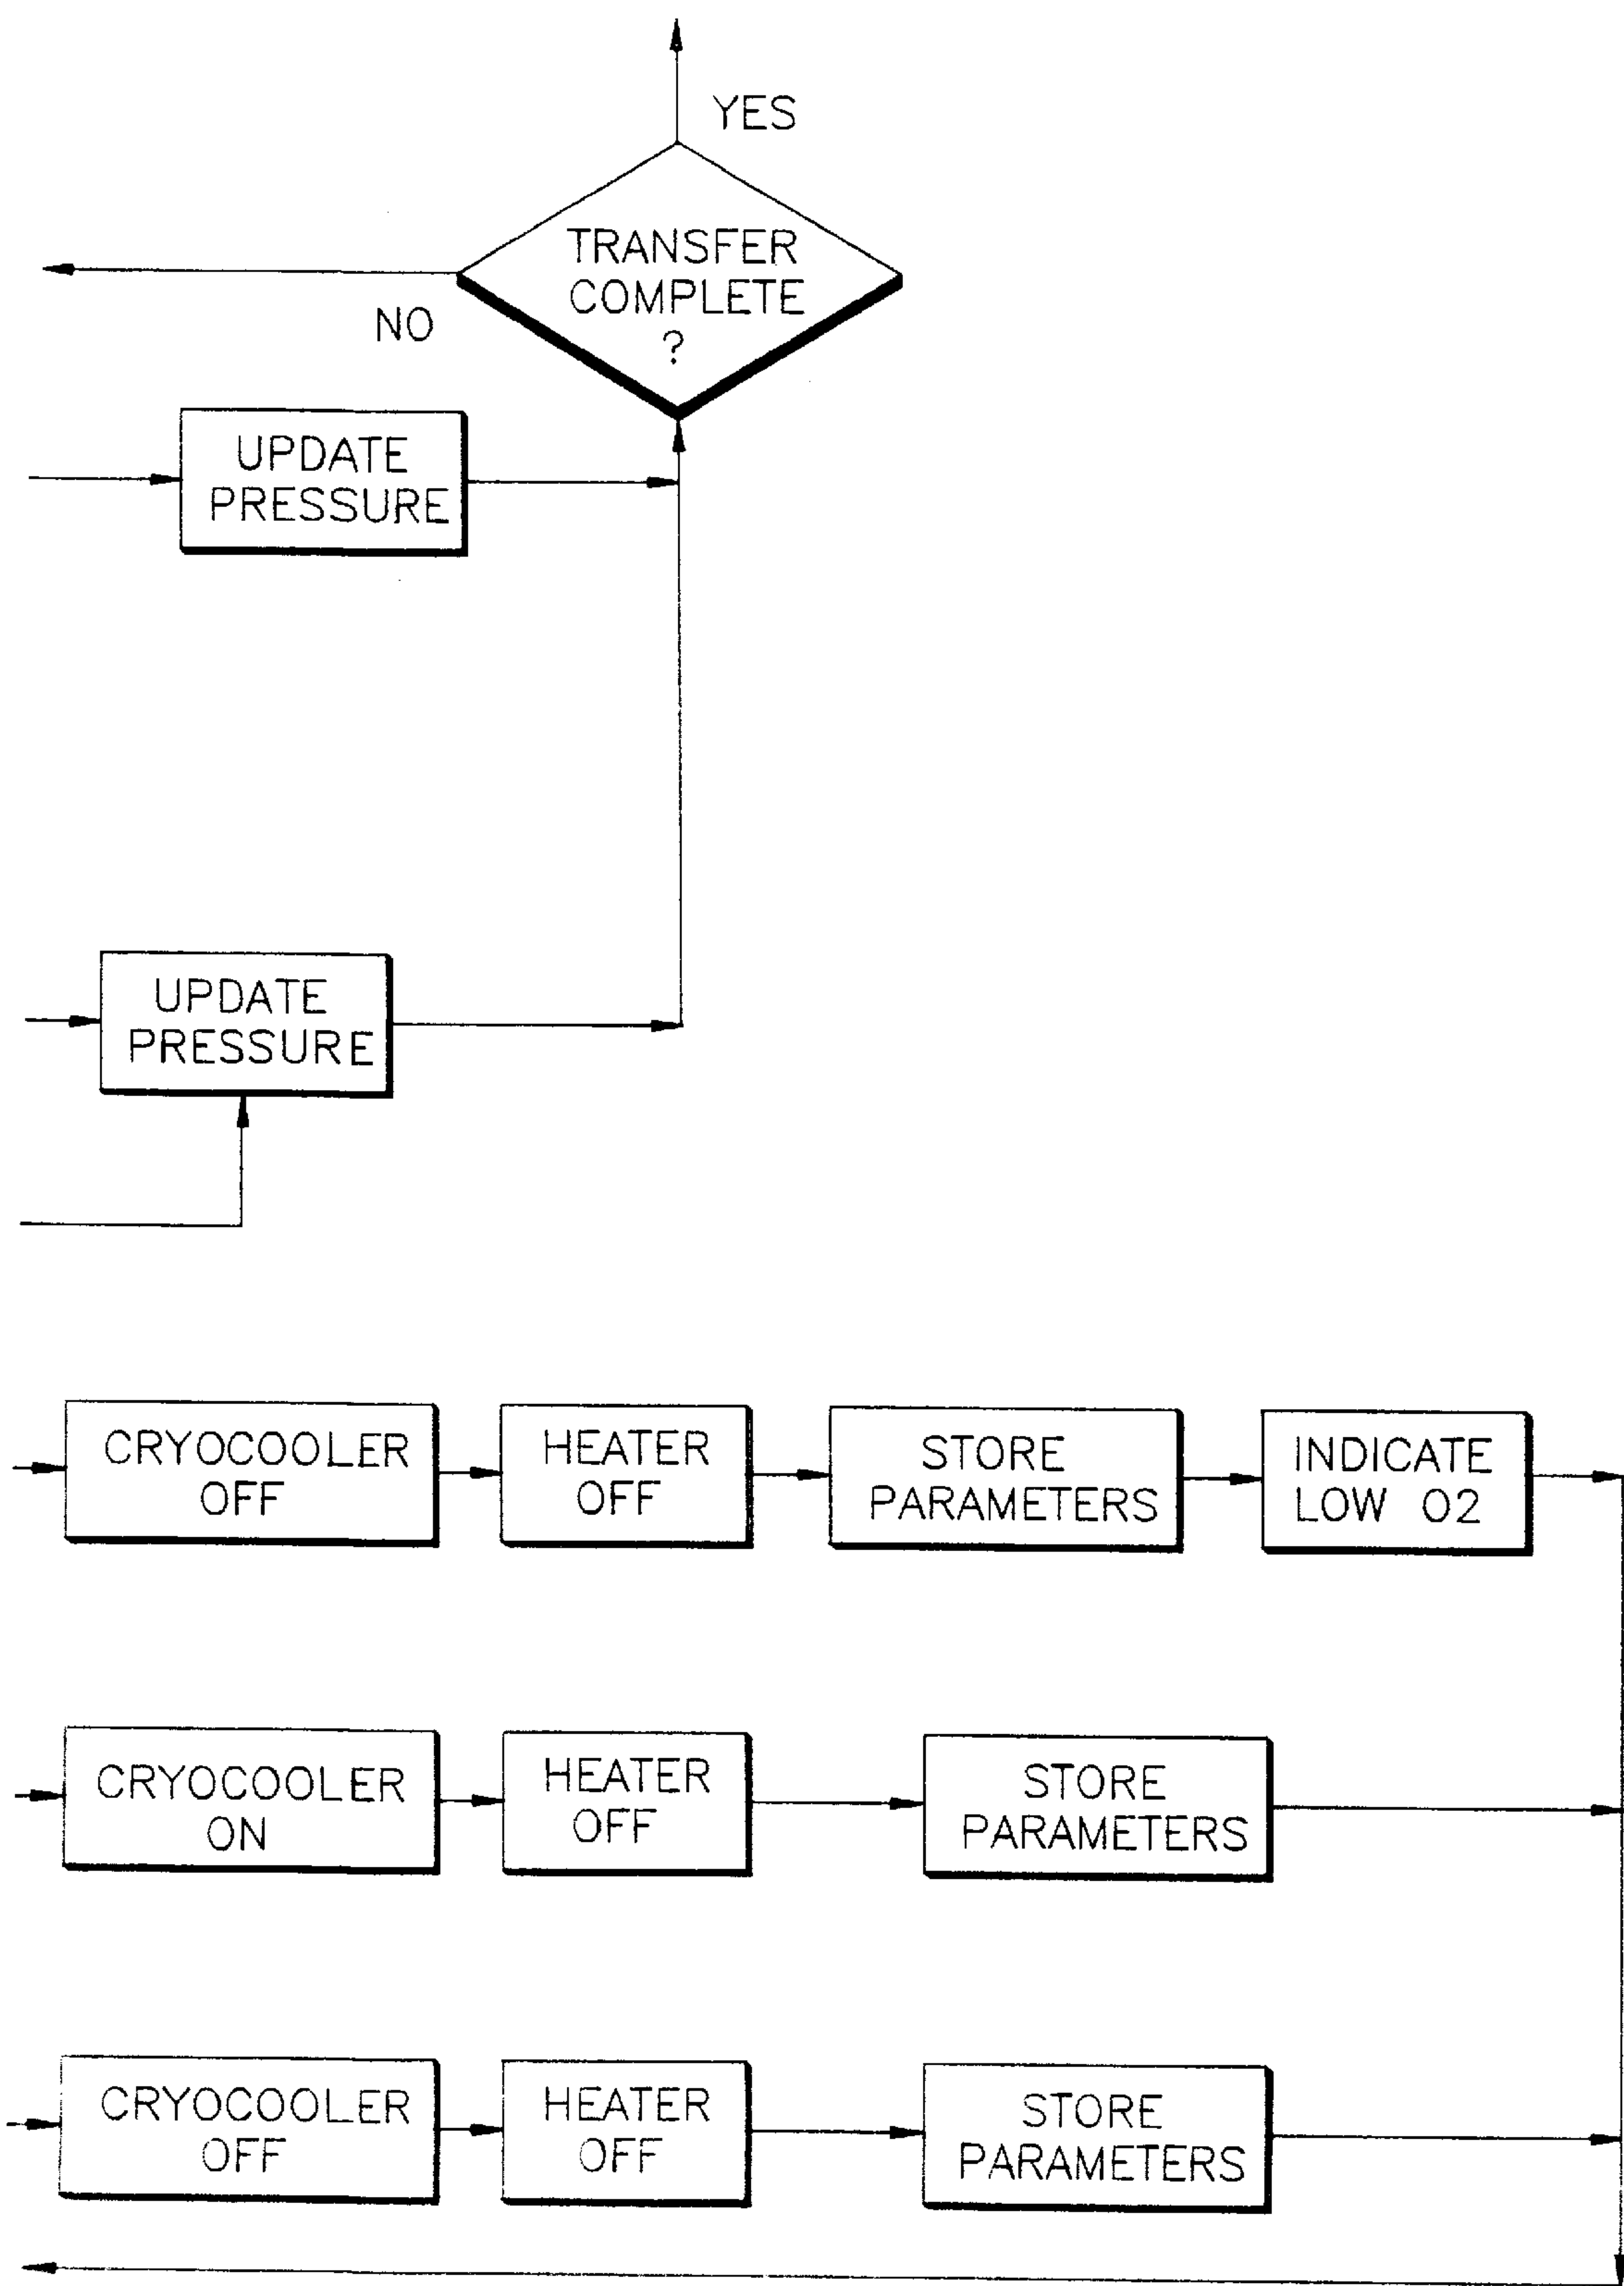 YES
TRANSFER
COMPLETE
?
NO
UPDATE
PRESSURE
UPDATE
PRESSURE
CRYOCOOLER
OFF
HEATER
OFF
STORE
PARAMETERS
INDICATE
LOW O2
CRYOCOOLER
ON
HEATER
OFF
STORE
PARAMETERS
CRYOCOOLER
OFF
HEATER
OFF
STORE
PARAMETERS